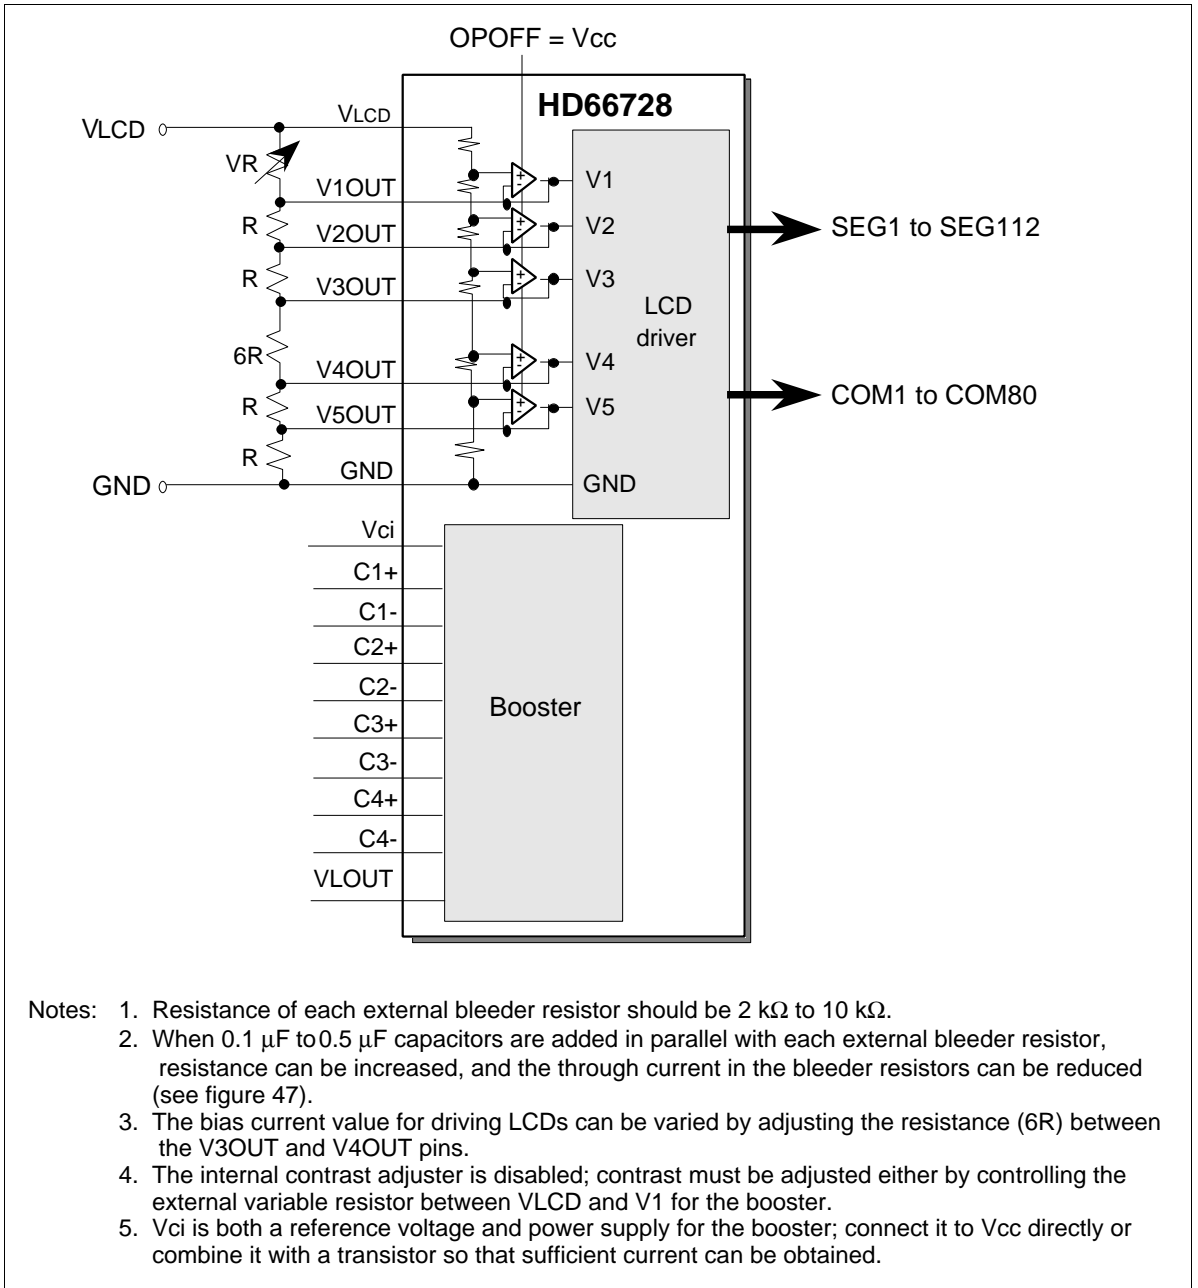 OPOFF = Vcc
HD66728
VLCD
VLCD
VR
V1OUT
V1
R
V2OUT
V2
SEG1 to SEG112
R
V3OUT
V3
LCD
driver
6R
V4OUT
V4
R
V5OUT
V5
COM1 to COM80
R
GND
GND
GND
+
-
+
-
+
-
+
-
+
-
Vci
C1+
C1-
C2+
C2-
C3+
C3-
C4+
C4-
VLOUT
Booster
Notes: 1. Resistance of each external bleeder resistor should be 2 kΩ to 10 kΩ.
2. When 0.1 µF to 0.5 µF capacitors are added in parallel with each external bleeder resistor,
resistance can be increased, and the through current in the bleeder resistors can be reduced
(see figure 47).
3. The bias current value for driving LCDs can be varied by adjusting the resistance (6R) between
the V3OUT and V4OUT pins.
4. The internal contrast adjuster is disabled; contrast must be adjusted either by controlling the
external variable resistor between VLCD and V1 for the booster.
5. Vci is both a reference voltage and power supply for the booster; connect it to Vcc directly or
combine it with a transistor so that sufficient current can be obtained.